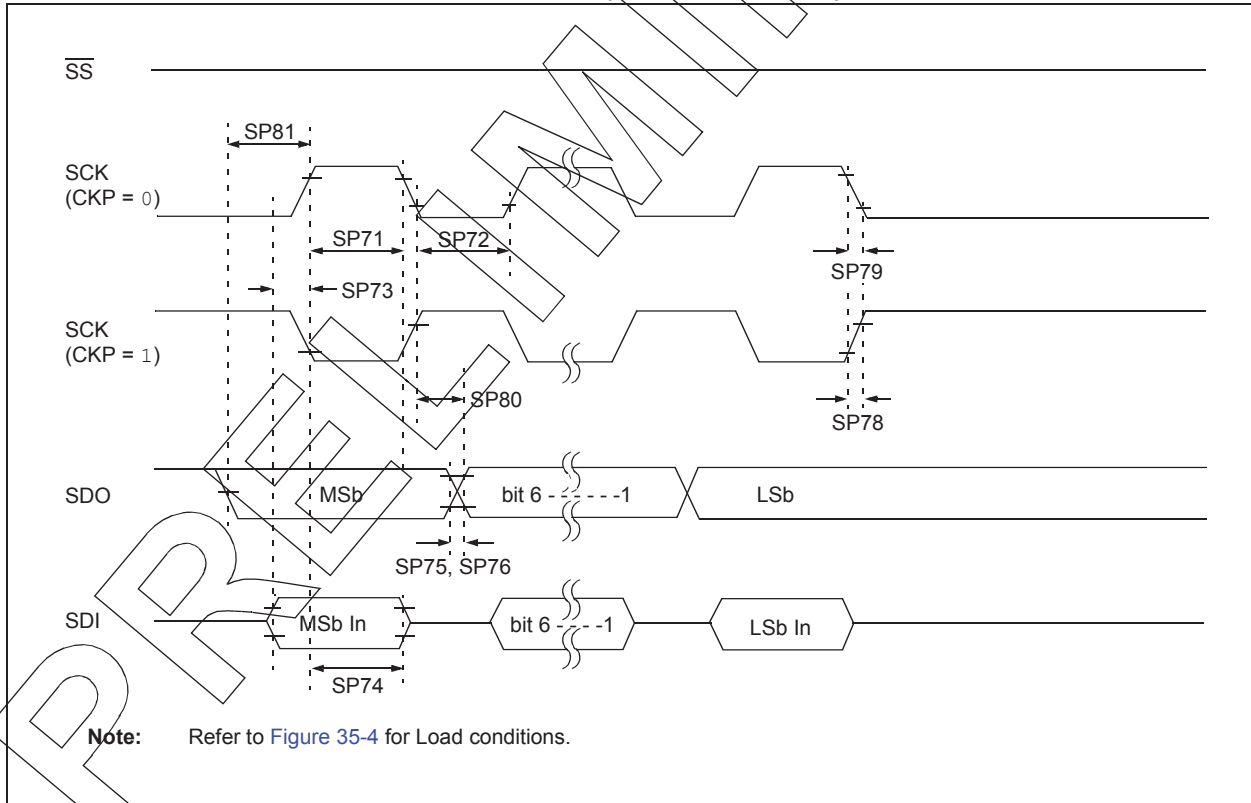 SS
SP81
SCK
(CKP = 0)
SP71
SP72
SP79
SP73
SCK
(CKP = 1)
SP80
SP78
SDO
MSb
bit 6 - - - - - - -1
LSb
SP75, SP76
SDI
MSb In
bit 6 - - - - -1
LSb In
SP74
Note: Refer to Figure 35-4 for Load conditions.
PRELIMI